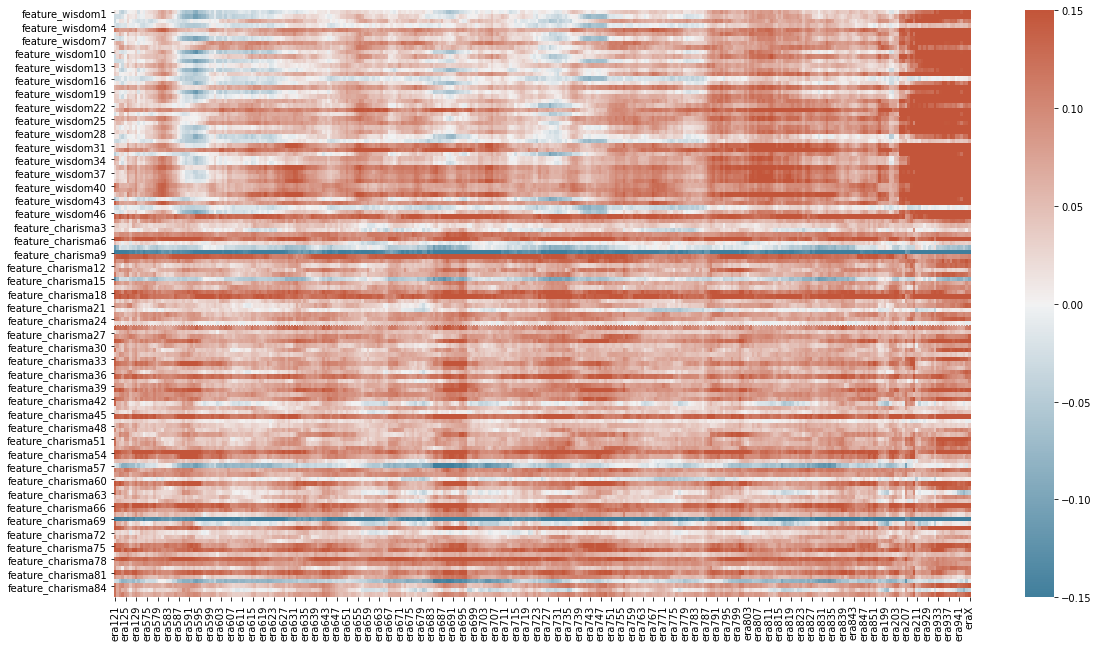 feature_wisdom1
feature_wisdom4
feature_wisdom7
feature_wisdom10
feature_wisdom13
feature_wisdom16
feature_wisdom19
feature_wisdom22
feature_wisdom25
feature_wisdom28
feature_wisdom31
feature_wisdom34
feature_wisdom37
feature_wisdom40
feature_wisdom43
feature_wisdom46
feature_charisma3
feature_charisma6
feature_charisma9
feature_charisma12
feature_charisma15
feature_charisma18
feature_charisma21
feature_charisma24
feature_charisma27
feature_charisma30
feature_charisma33
feature_charisma36
feature_charisma39
feature_charisma42
feature_charisma45
feature_charisma48
feature_charisma51
feature_charisma54
feature_charisma57
feature_charisma60
feature_charisma63
feature_charisma66
feature_charisma69
feature_charisma72
feature_charisma75
feature_charisma78
feature_charisma81
feature_charisma84
era121
era125
era129
era575
era579
era583
era587
era591
era595
era599
era603
era607
era611
era615
era619
era623
era627
era631
era635
era639
era643
era647
era651
era655
era659
era663
era667
era671
era675
era679
era683
era687
era691
era695
era699
era703
era707
era711
era715
era719
era723
era727
era731
era735
era739
era743
era747
era751
era755
era759
era763
era767
era771
era775
era779
era783
era787
era791
era795
era799
era803
era807
era811
era815
era819
era823
era827
era831
era835
era839
era843
era847
era851
era199
era203
era207
era211
era929
era933
era937
era941
eraX
0.15
0.10
0.05
0.00
−0.05
−0.10
−0.15